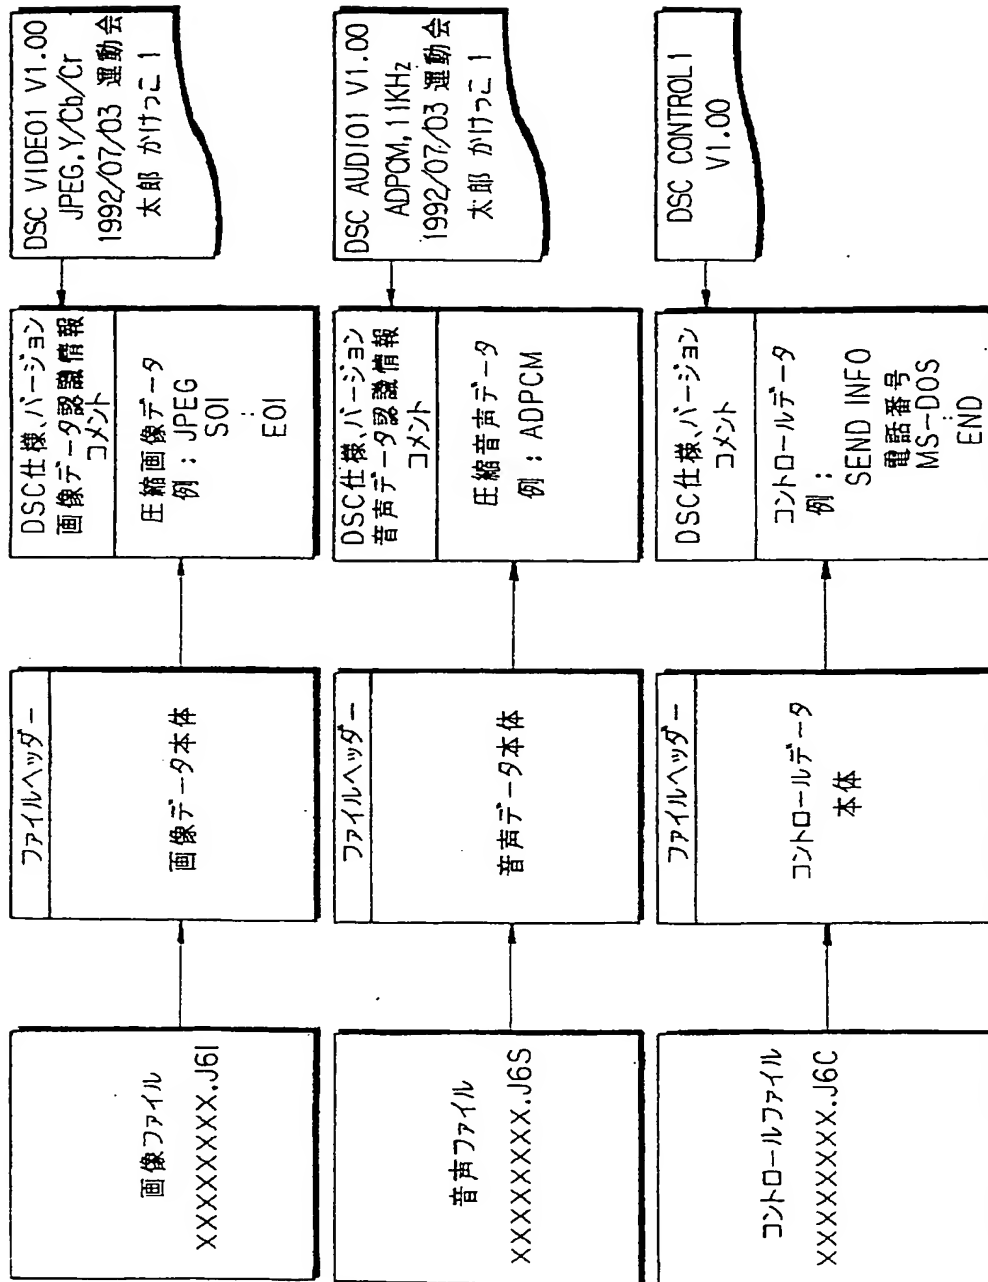 画像ファイル
XXXXXXXX.J6I
ファイルヘッダー
画像データ本体
DSC仕様、バージョン
画像データ認識情報
コメント
圧縮画像データ
例：JPEG
SOI
:
EOI
DSC VIDEO1 V1.00
JPEG,Y/Cb/Cr
1992/07/03 運動会
太郎 かけっこ 1
音声ファイル
XXXXXXXX.J6S
ファイルヘッダー
音声データ本体
DSC仕様、バージョン
音声データ認識情報
コメント
圧縮音声データ
例：ADPCM
DSC AUDIO1 V1.00
ADPCM,11KHz
1992/07/03 運動会
太郎 かけっこ 1
コントロールファイル
XXXXXXXX.J6C
ファイルヘッダー
コントロールデータ
本体
DSC仕様、バージョン
コメント
コントロールデータ
例：
SEND INFO
電話番号
MS-DOS
:
END
DSC CONTROL1
V1.00